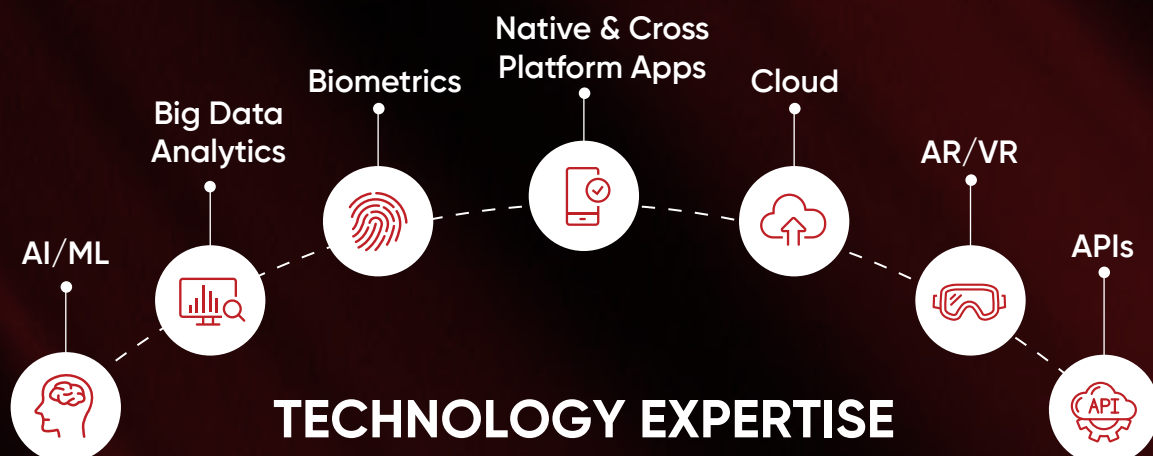 Native & Cross
Platform Apps
Biometrics
Cloud
Big Data
Analytics
AR/VR
AI/ML
APIs
API
TECHNOLOGY EXPERTISE